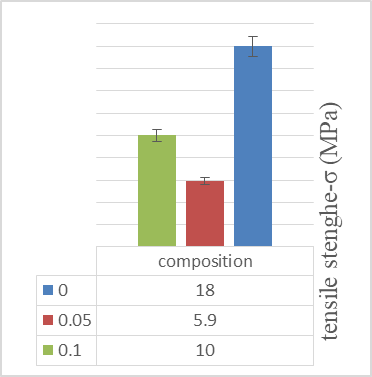 tensile stenghe-σ (MPa)
composition
0 18
0.05 5.9
0.1 10